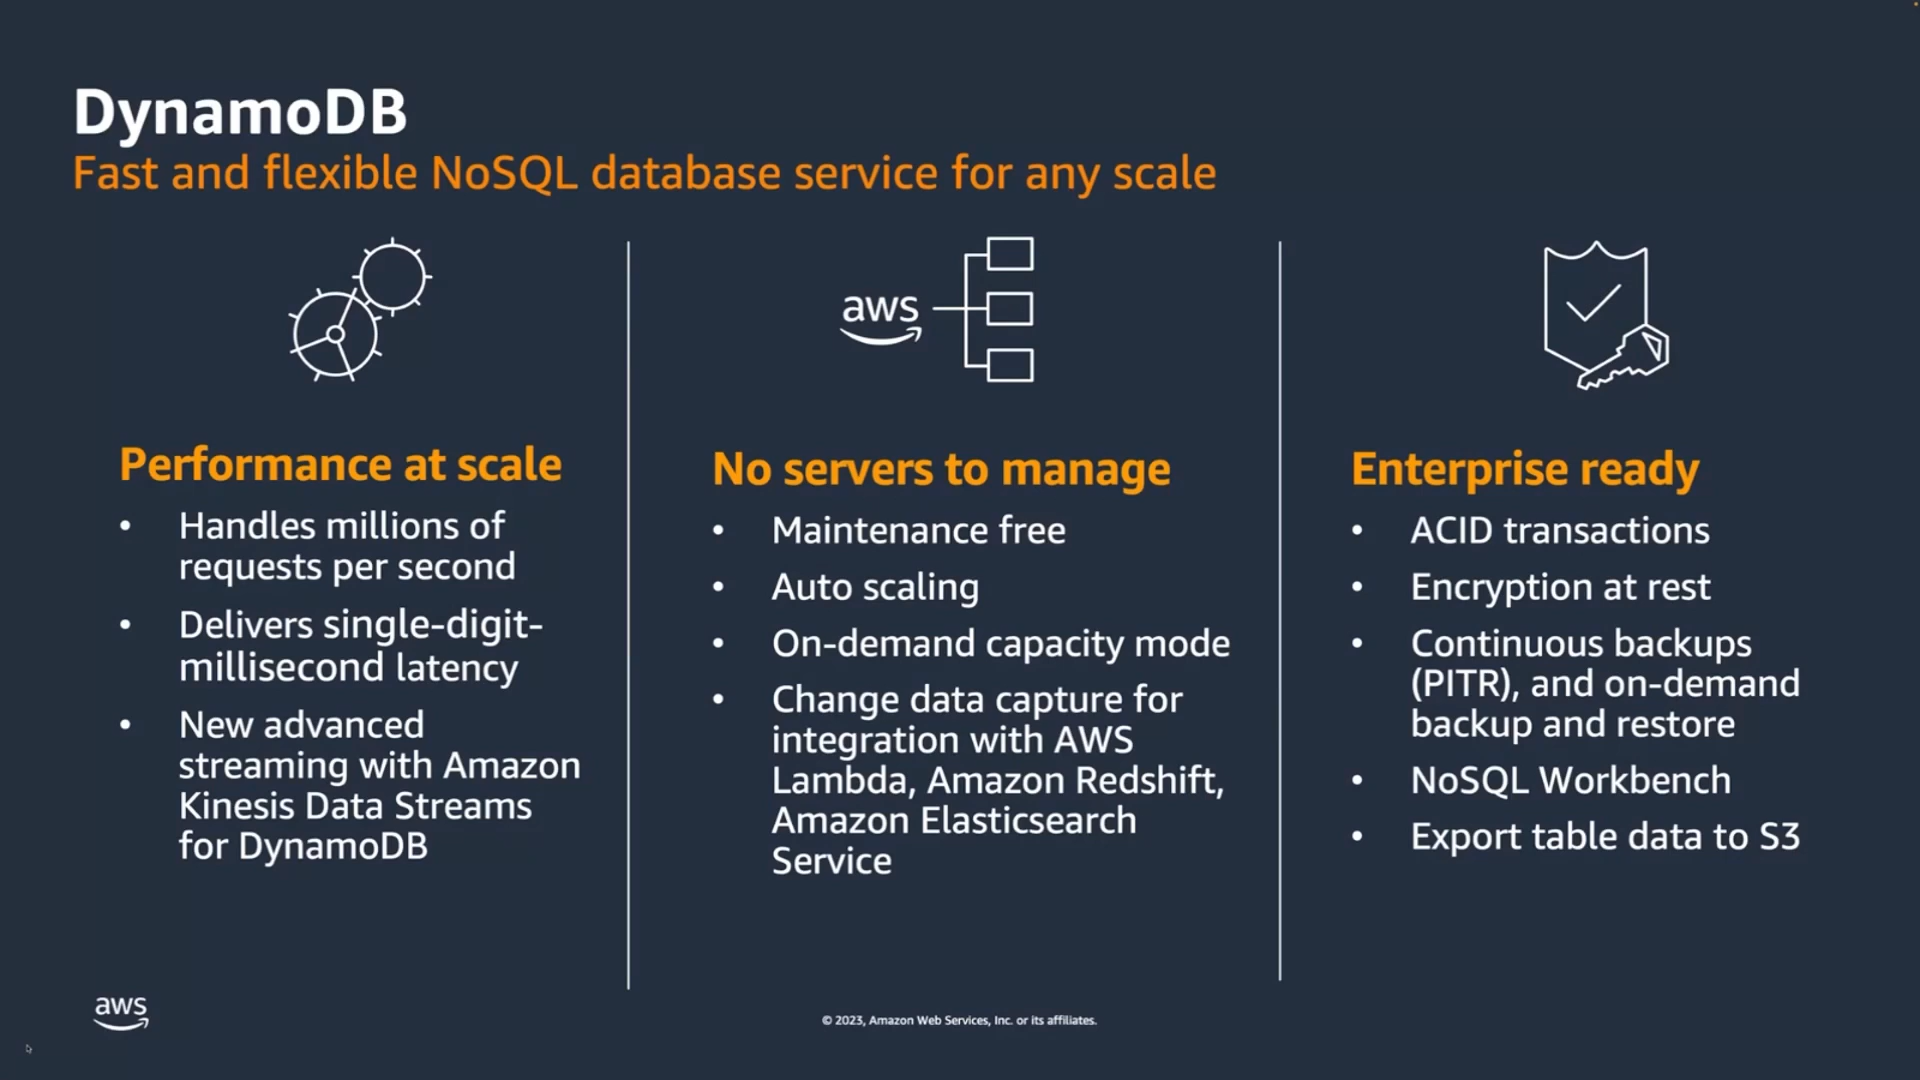 DynamoDB
Fast and flexible NoSQL database service for any scale
aws
Performance at scale
• Handles millions of
requests per second
• Delivers single-digit-
millisecond latency
• New advanced
streaming with Amazon
Kinesis Data Streams
for DynamoDB
No servers to manage
• Maintenance free
• Auto scaling
• On-demand capacity mode
• Change data capture for
integration with AWS
Lambda, Amazon Redshift,
Amazon Elasticsearch
Service
Enterprise ready
• ACID transactions
• Encryption at rest
• Continuous backups
(PITR), and on-demand
backup and restore
• NoSQL Workbench
• Export table data to S3
aws
© 2023, Amazon Web Services, Inc. or its affiliates.